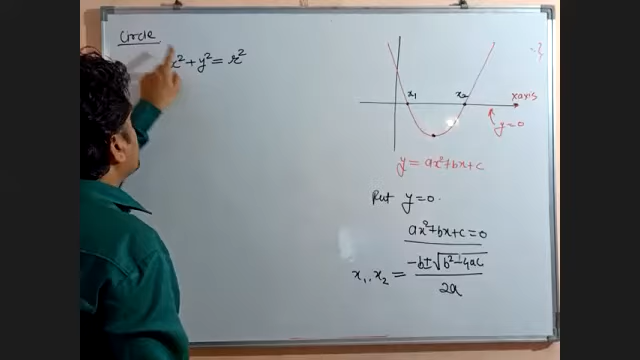 Circle
x² + y² = r²
x₁
x₂
x axis
y = 0
y = ax² + bx + c
Put y = 0.
ax² + bx + c = 0
x₁, x₂ = -b ± √b² - 4ac / 2a